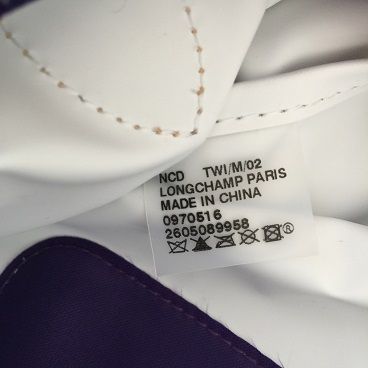 NCD TWI/M/02
LONGCHAMP PARIS
MADE IN CHINA
0970516
2605089958
®